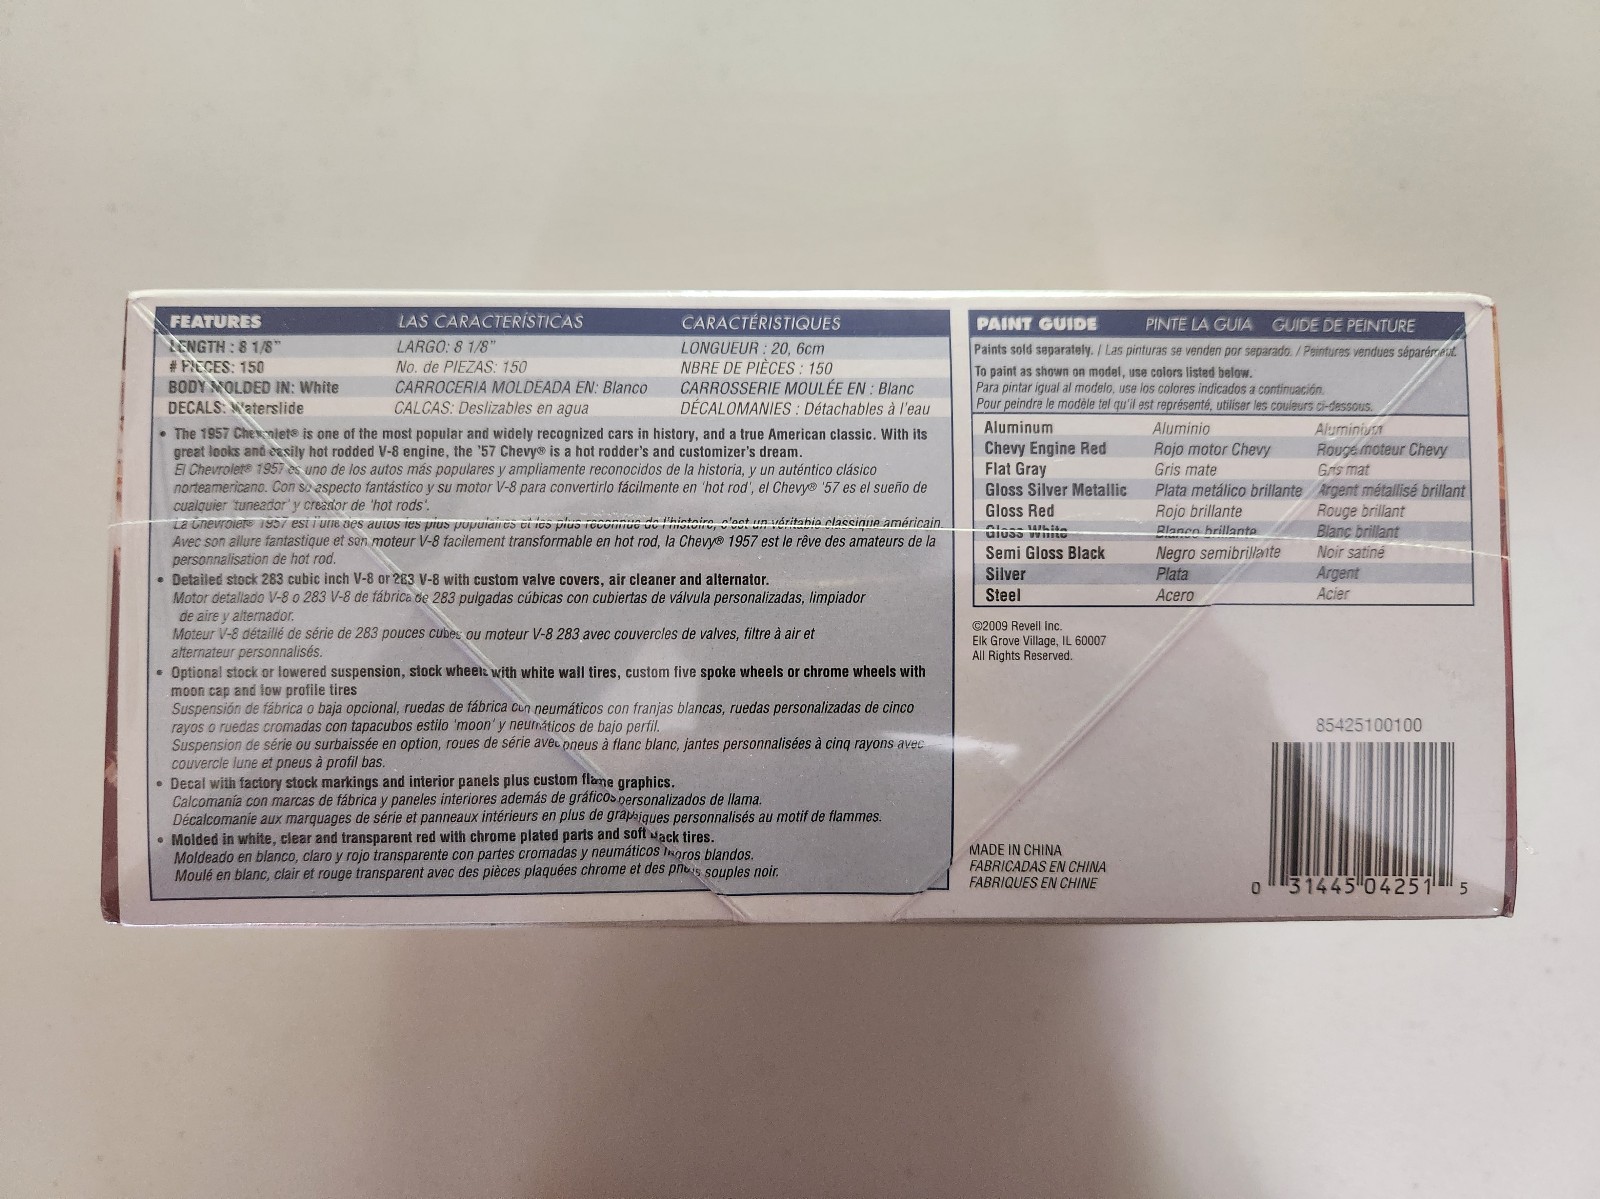 FEATURES LAS CARACTERÍSTICAS CARACTÉRISTIQUES
LENGTH : 8 1/8" LARGO: 8 1/8" LONGUEUR : 20, 6cm
# PIECES: 150 No. de PIEZAS: 150 NBRE DE PIÈCES : 150
BODY MOLDED IN: White CARROCERIA MOLDEADA EN: Blanco CARROSSERIE MOULÉE EN : Blanc
DECALS: Waterslide CALCAS: Deslizables en agua DÉCALOMANIES : Détachables à l'eau
• The 1957 Chevrolet® is one of the most popular and widely recognized cars in history, and a true American classic. With its
great looks and easily hot rodded V-8 engine, the '57 Chevy® is a hot rodder's and customizer's dream.
El Chevrolet® 1957 es uno de los autos más populares y ampliamente reconocidos de la historia, y un auténtico clásico
norteamericano. Con su aspecto fantástico y su motor V-8 para convertirlo fácilmente en 'hot rod', el Chevy® '57 es el sueño de
cualquier 'tuneador' y creador de 'hot rods'.
La Chevrolet® 1957 est l'une des autos les plus populaires et les plus reconnue de l'histoire, c'est un véritable classique américain.
Avec son allure fantastique et son moteur V-8 facilement transformable en hot rod, la Chevy® 1957 est le rêve des amateurs de la
personnalisation de hot rod.
• Detailed stock 283 cubic inch V-8 or 283 V-8 with custom valve covers, air cleaner and alternator.
Motor detallado V-8 o 283 V-8 de fábrica de 283 pulgadas cúbicas con cubiertas de válvula personalizadas, limpiador
de aire y alternador.
Moteur V-8 détaillé de série de 283 pouces cubes ou moteur V-8 283 avec couvercles de valves, filtre à air et
alternateur personnalisés.
• Optional stock or lowered suspension, stock wheels with white wall tires, custom five spoke wheels or chrome wheels with
moon cap and low profile tires
Suspensión de fábrica o baja opcional, ruedas de fábrica con neumáticos con franjas blancas, ruedas personalizadas de cinco
rayos o ruedas cromadas con tapacubos estilo 'moon' y neumáticos de bajo perfil.
Suspension de série ou surbaissée en option, roues de série avec pneus à flanc blanc, jantes personnalisées à cinq rayons avec
couvercle lune et pneus à profil bas.
• Decal with factory stock markings and interior panels plus custom flame graphics.
Calcomanía con marcas de fábrica y paneles interiores además de gráficos personalizados de llama.
Décalcomanie aux marquages de série et panneaux intérieurs en plus de graphiques personnalisés au motif de flammes.
• Molded in white, clear and transparent red with chrome plated parts and soft black tires.
Moldeado en blanco, claro y rojo transparente con partes cromadas y neumáticos negros blandos.
Moulé en blanc, clair et rouge transparent avec des pièces plaquées chrome et des pneus souples noir.
PAINT GUIDE PINTE LA GUIA GUIDE DE PEINTURE
Paints sold separately. / Las pinturas se venden por separado. / Peintures vendues séparément.
To paint as shown on model, use colors listed below.
Para pintar igual al modelo, use los colores indicados a continuación.
Pour peindre le modèle tel qu'il est représenté, utiliser les couleurs ci-dessous.
Aluminum Aluminio Aluminium
Chevy Engine Red Rojo motor Chevy Rouge moteur Chevy
Flat Gray Gris mate Gris mat
Gloss Silver Metallic Plata metálico brillante Argent métallisé brillant
Gloss Red Rojo brillante Rouge brillant
Gloss White Blanco brillante Blanc brillant
Semi Gloss Black Negro semibrillante Noir satiné
Silver Plata Argent
Steel Acero Acier
©2009 Revell Inc.
Elk Grove Village, IL 60007
All Rights Reserved.
85425100100
MADE IN CHINA
FABRICADAS EN CHINA
FABRIQUES EN CHINE
0 31445 04251 5